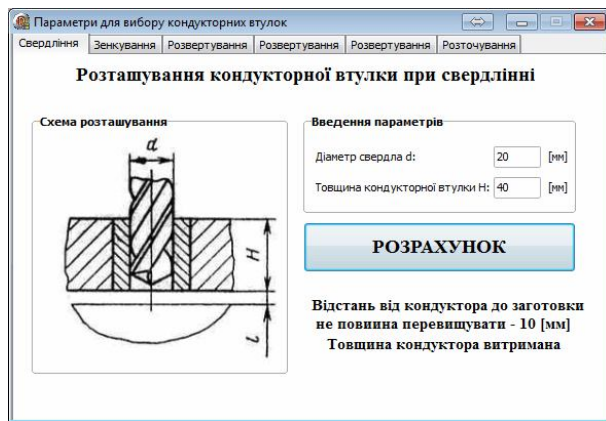 Параметри для вибору кондукторних втулок
Свердління Зенкування Розвертування Розвертування Розвертування Розточування
Розташування кондукторної втулки при свердлінні
Схема розташування
d
H
l
Введення параметрів
Діаметр свердла d: 20 [мм]
Товщина кондукторної втулки H: 40 [мм]
РОЗРАХУНОК
Відстань від кондуктора до заготовки
не повиина перевищувати - 10 [мм]
Товщина кондуктора витримана